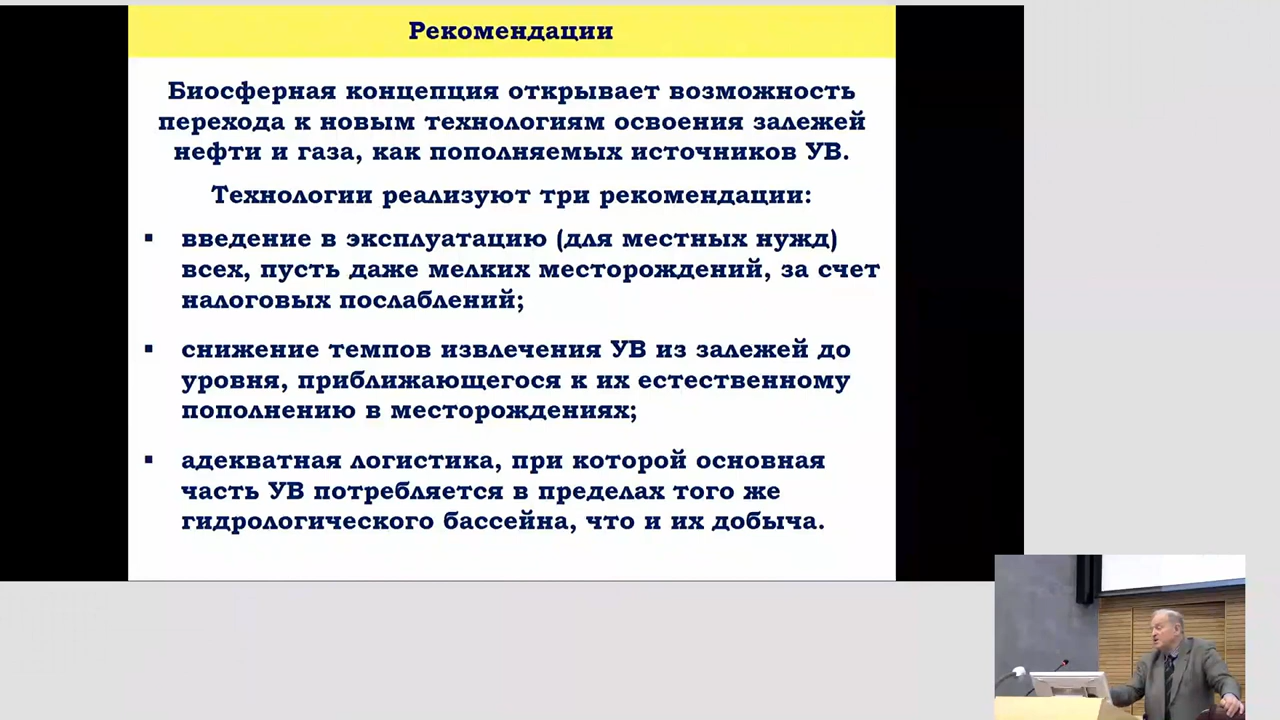 Рекомендации
Биосферная концепция открывает возможность
перехода к новым технологиям освоения залежей
нефти и газа, как пополняемых источников УВ.
Технологии реализуют три рекомендации:
▪ введение в эксплуатацию (для местных нужд)
всех, пусть даже мелких месторождений, за счет
налоговых послаблений;
▪ снижение темпов извлечения УВ из залежей до
уровня, приближающегося к их естественному
пополнению в месторождениях;
▪ адекватная логистика, при которой основная
часть УВ потребляется в пределах того же
гидрологического бассейна, что и их добыча.